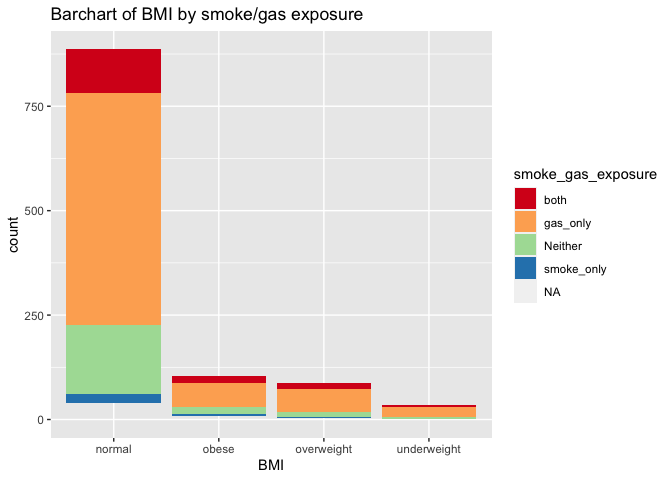 Barchart of BMI by smoke/gas exposure
count
750
500
250
0
normal
obese
overweight
underweight
BMI
smoke_gas_exposure
both
gas_only
Neither
smoke_only
NA